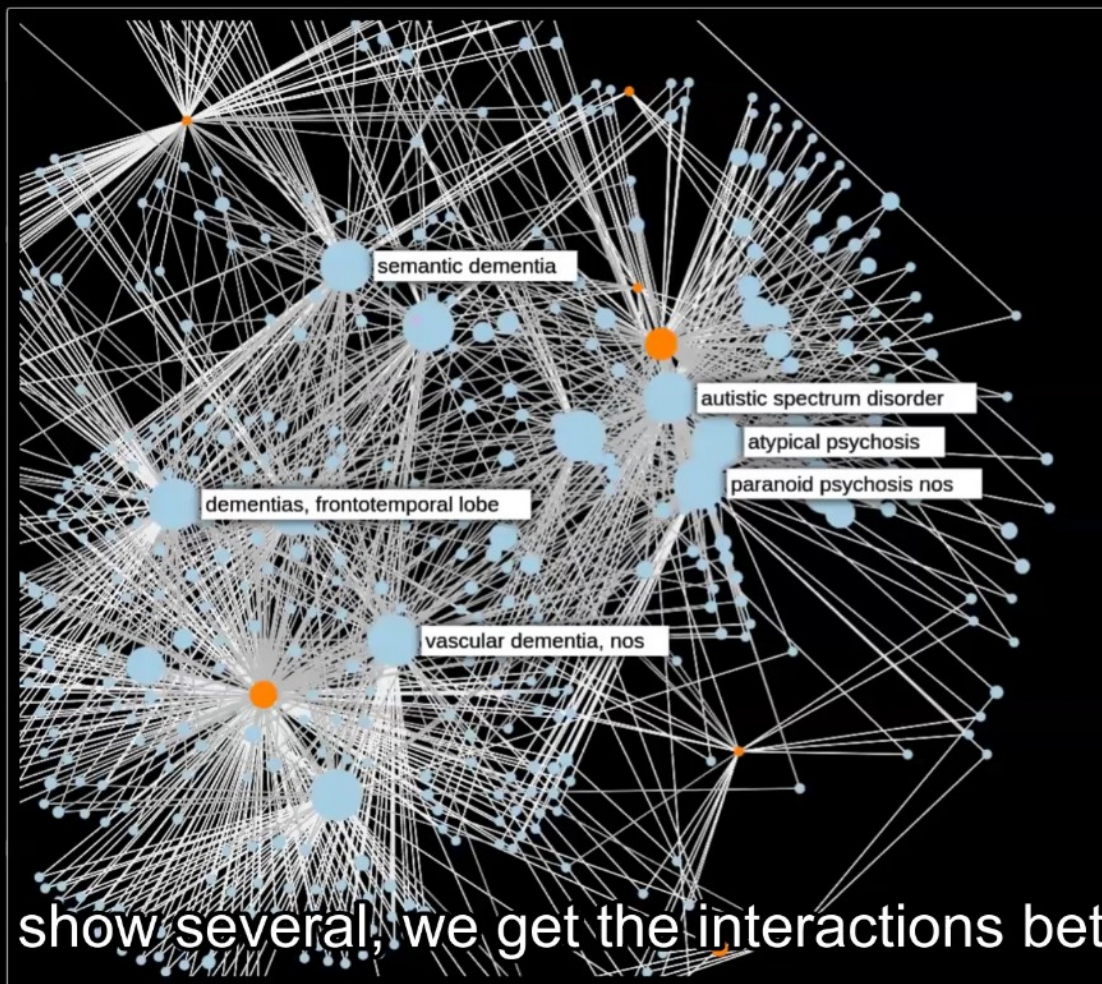 semantic dementia
autistic spectrum disorder
atypical psychosis
paranoid psychosis nos
dementias, frontotemporal lobe
vascular dementia, nos
show several, we get the interactions bet